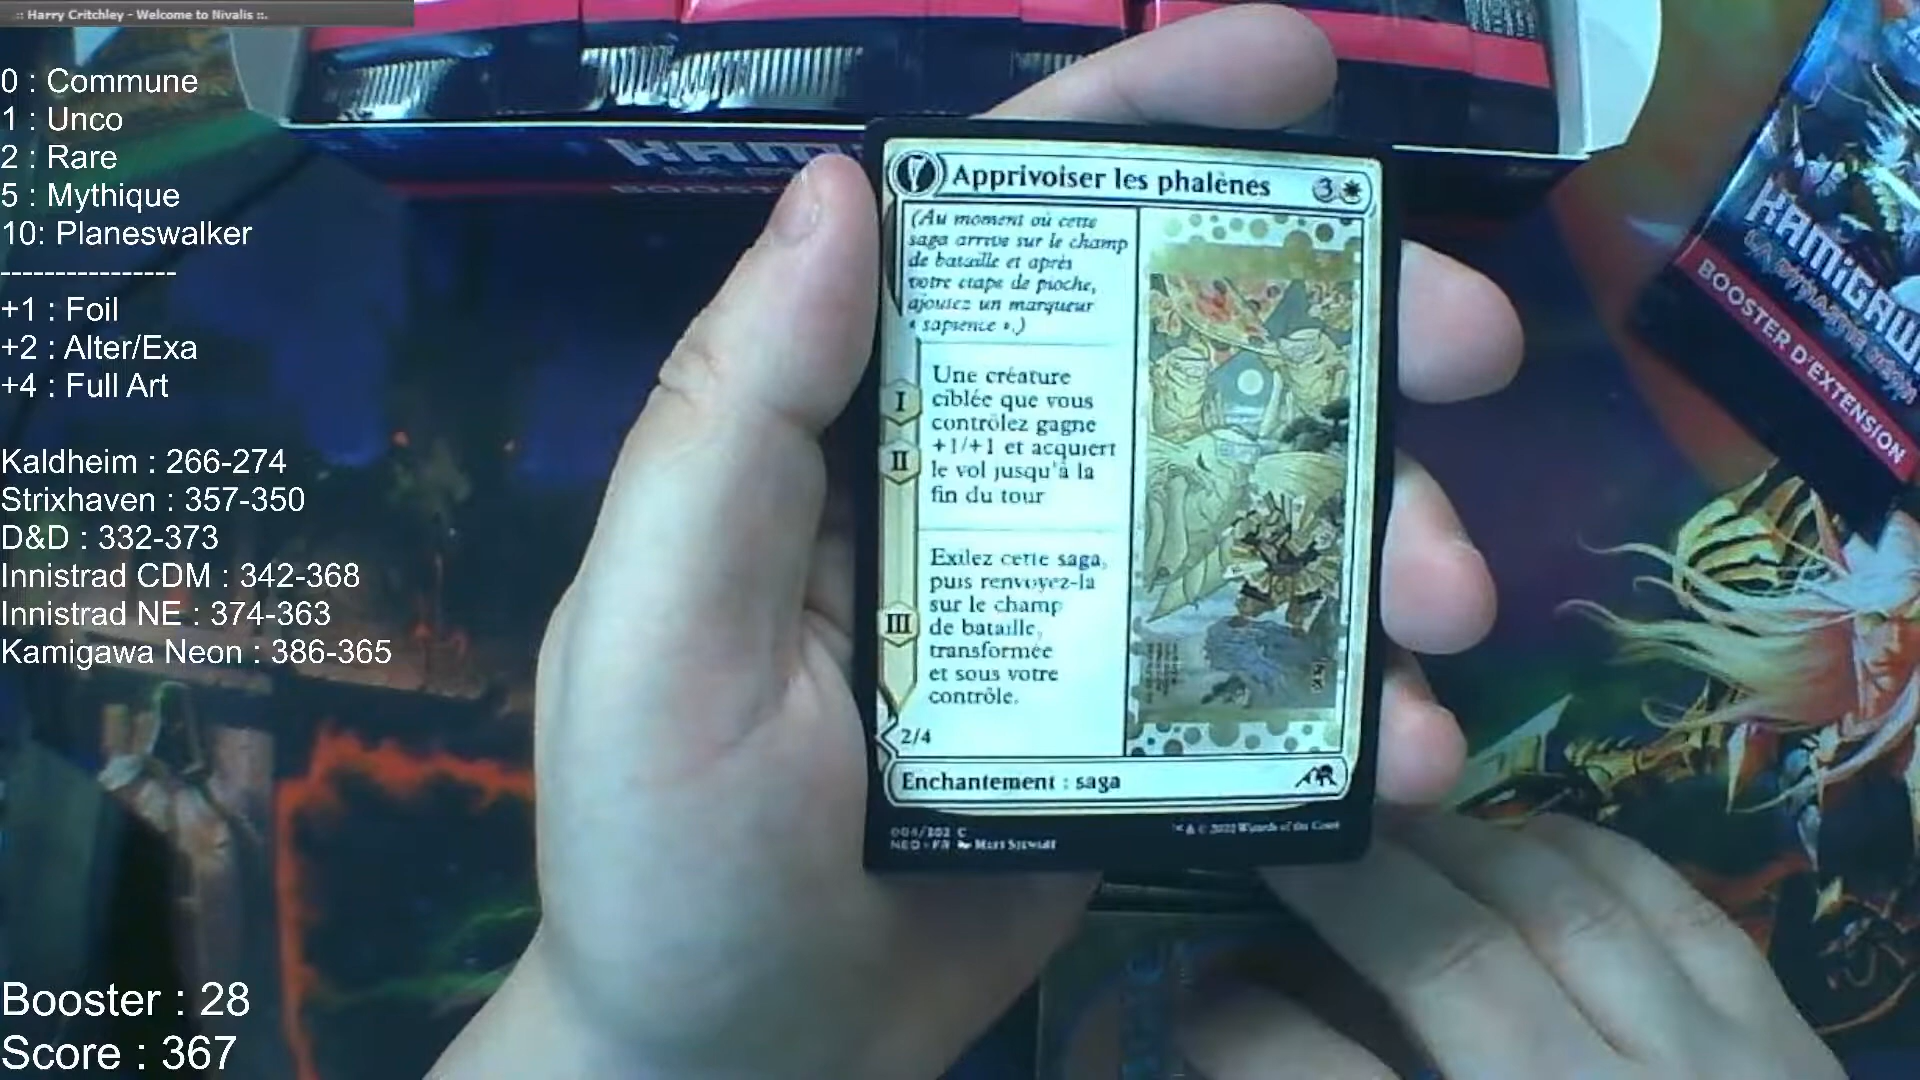 .:: Harry Critchley - Welcome to Nivalis ::.
0 : Commune
1 : Unco
2 : Rare
5 : Mythique
10: Planeswalker
----------------
+1 : Foil
+2 : Alter/Exa
+4 : Full Art
Kaldheim : 266-274
Strixhaven : 357-350
D&D : 332-373
Innistrad CDM : 342-368
Innistrad NE : 374-363
Kamigawa Neon : 386-365
Booster : 28
Score : 367
Apprivoiser les phalènes 3
(Au moment où cette
saga arrive sur le champ
de bataille et après
votre étape de pioche,
ajoutez un marqueur
« sapience ».)
I
II
Une créature
ciblée que vous
contrôlez gagne
+1/+1 et acquiert
le vol jusqu'à la
fin du tour
III
Exilez cette saga,
puis renvoyez-la
sur le champ
de bataille,
transformée
et sous votre
contrôle.
2/4
Enchantement : saga
NEO • FR
KAMIGAWA
BOOSTER D'EXTENSION